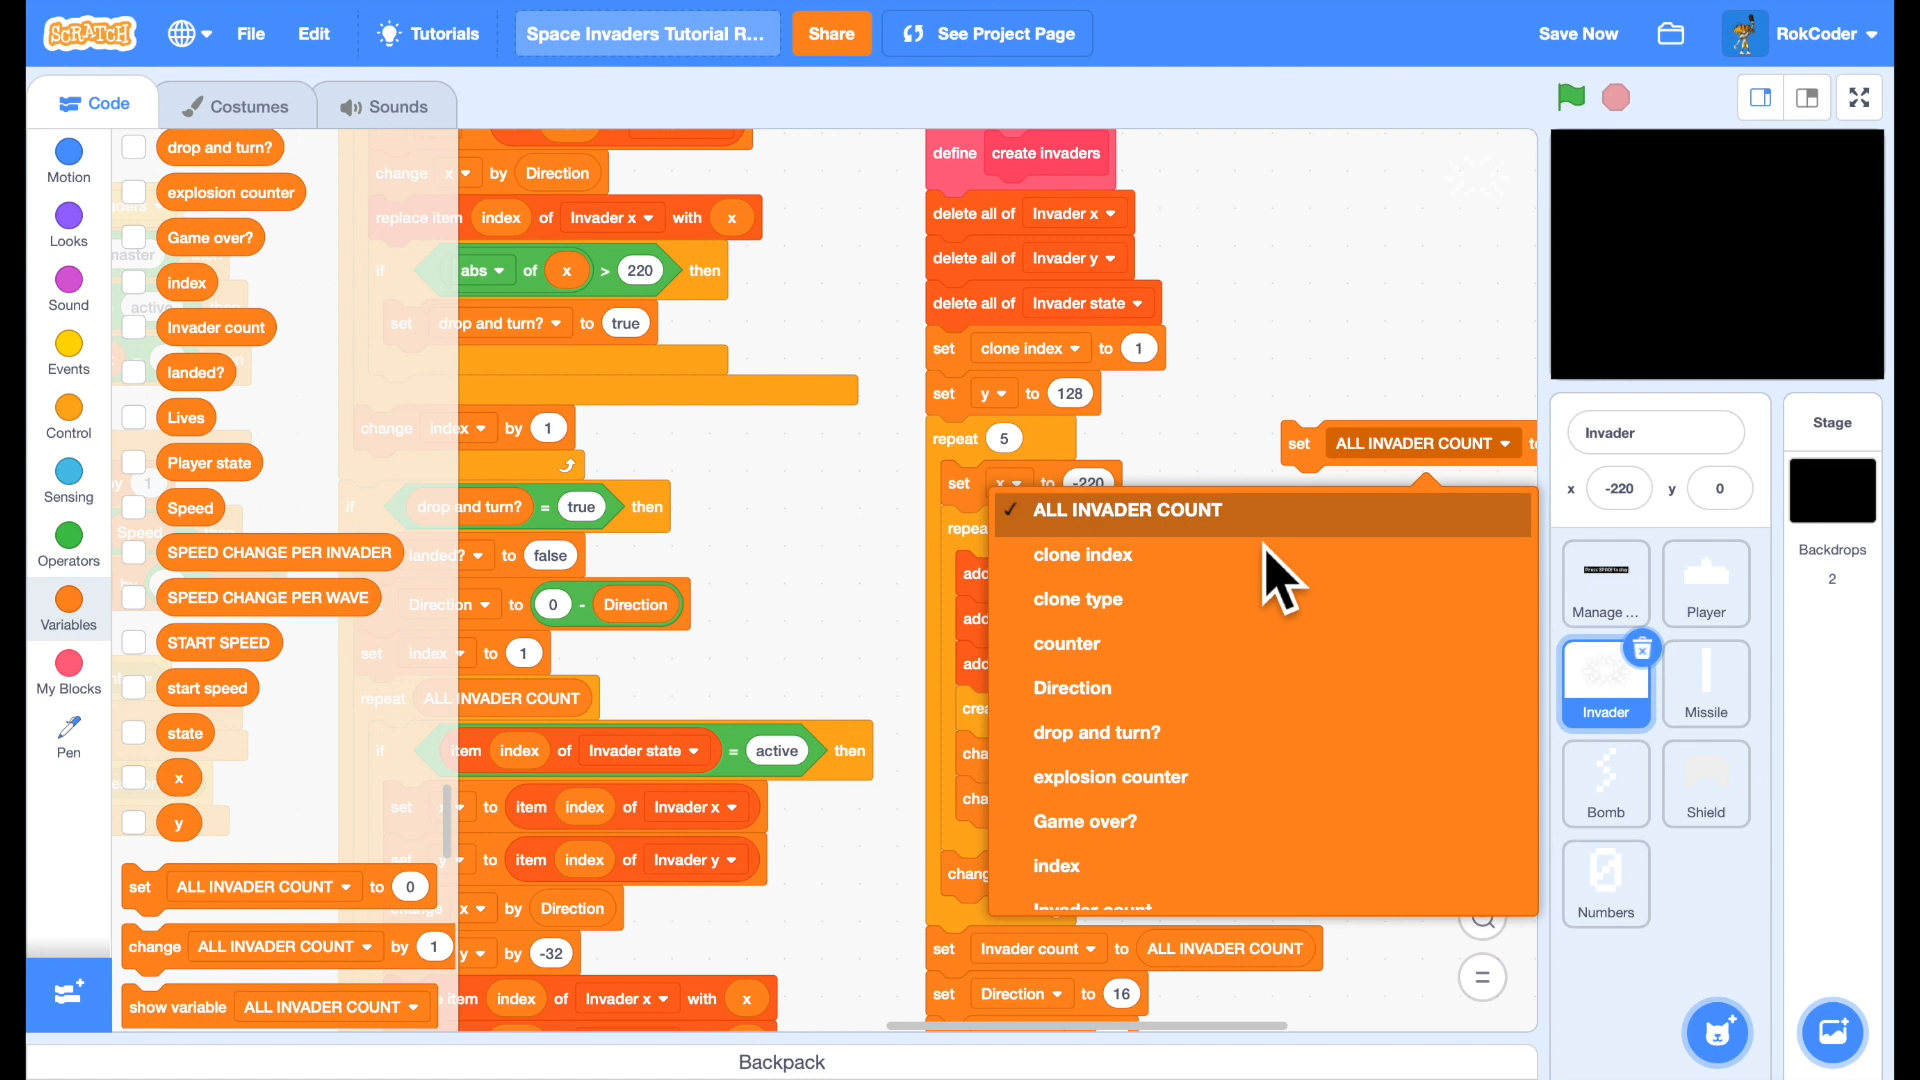 SCRATCH File Edit Tutorials Space Invaders Tutorial R... Share See Project Page Save Now RokCoder
Code Costumes Sounds
Motion
Looks
Sound
Events
Control
Sensing
Operators
Variables
My Blocks
Pen
drop and turn?
explosion counter
Game over?
index
Invader count
landed?
Lives
Player state
Speed
SPEED CHANGE PER INVADER
SPEED CHANGE PER WAVE
START SPEED
start speed
state
x
y
set ALL INVADER COUNT to 0
change ALL INVADER COUNT by 1
show variable ALL INVADER COUNT
change x by Direction
replace item index of Invader x with x
if abs of x > 220 then
set drop and turn? to true
change index by 1
if drop and turn? = true then
landed? to false
Direction to 0 - Direction
set index to 1
repeat ALL INVADER COUNT
if item index of Invader state = active then
set x to item index of Invader x
set y to item index of Invader y
change x by Direction
y by -32
item index of Invader x with x
define create invaders
delete all of Invader x
delete all of Invader y
delete all of Invader state
set clone index to 1
set y to 128
repeat 5
set x to -220
repea
add
add
add
crea
cha
cha
chang
set Invader count to ALL INVADER COUNT
set Direction to 16
set ALL INVADER COUNT t
✓ ALL INVADER COUNT
clone index
clone type
counter
Direction
drop and turn?
explosion counter
Game over?
index
Invader count
Invader
x -220 y 0
Stage
Backdrops
2
Manage ... Player
Invader Missile
Bomb Shield
Numbers
Backpack